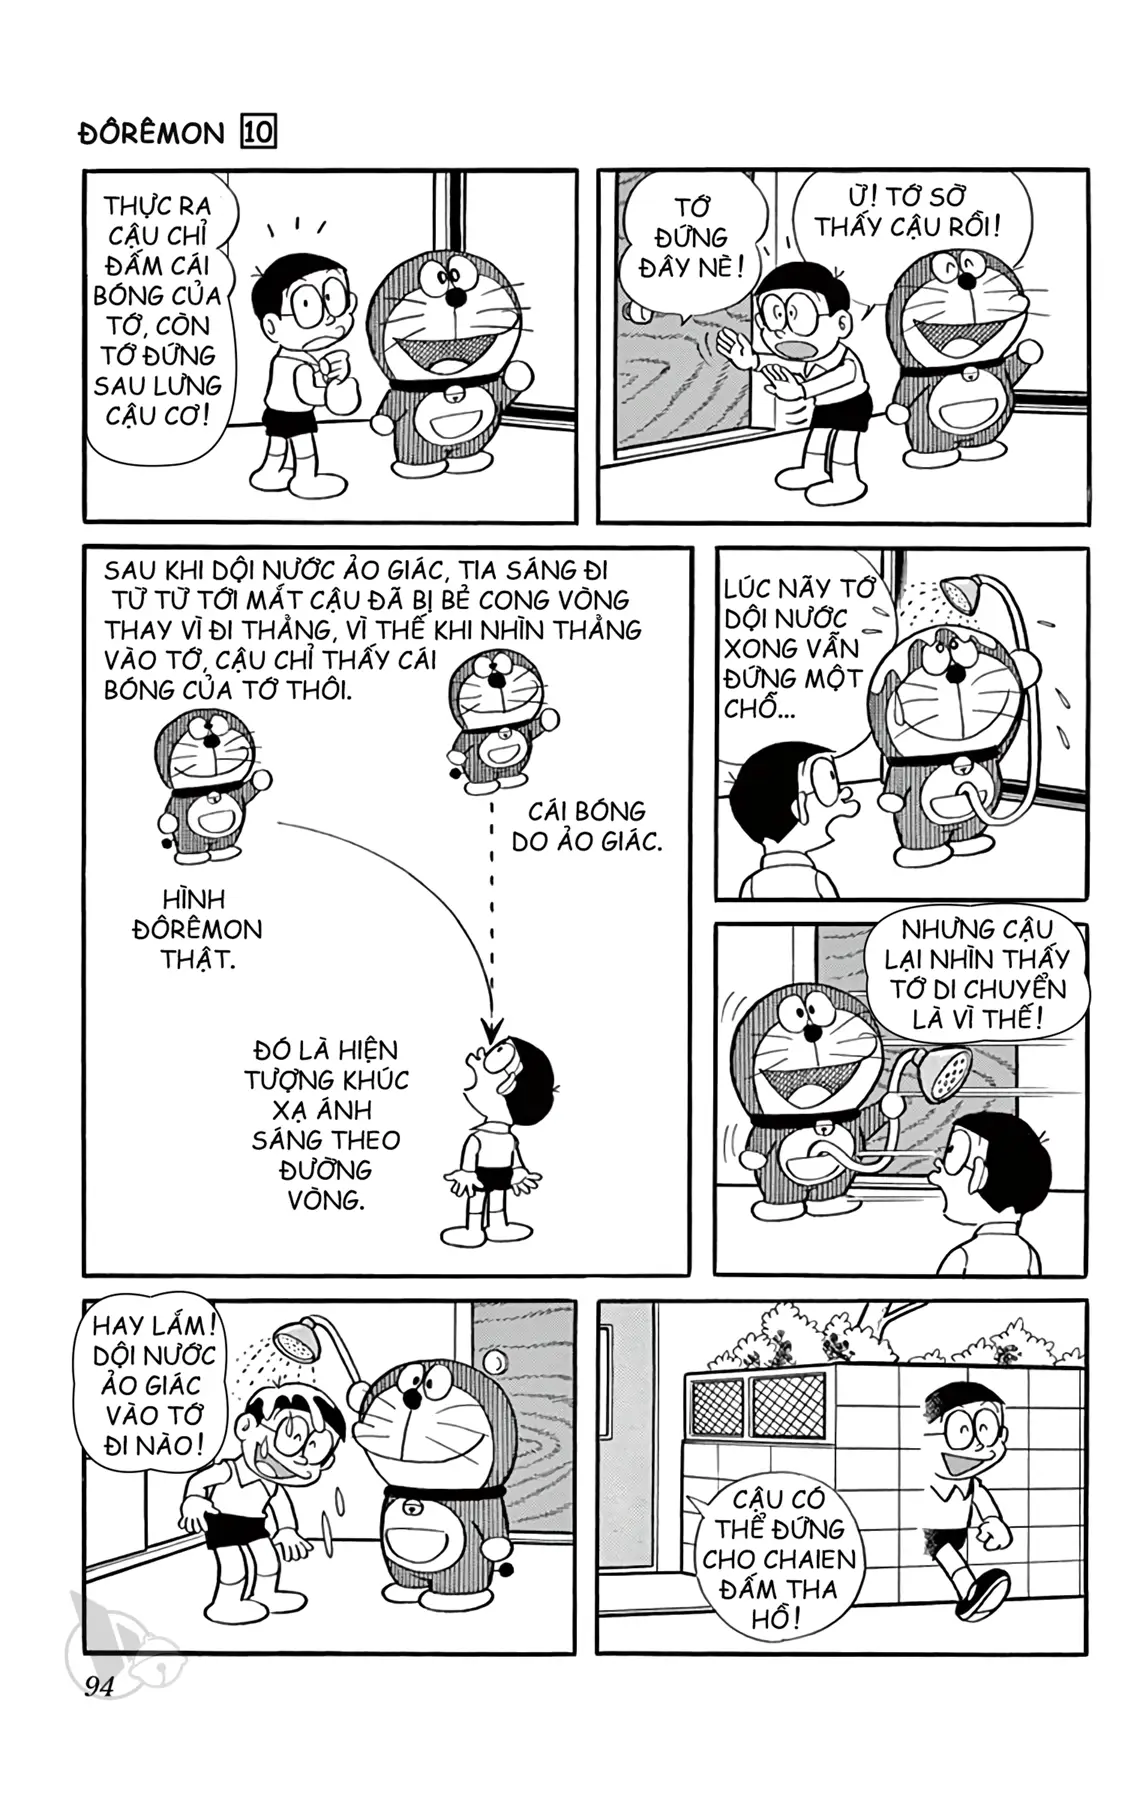 ĐÔRÊMON 10
THỰC RA
CẬU CHỈ
ĐẤM CÁI
BÓNG CỦA
TỚ, CÒN
TỚ ĐỨNG
SAU LƯNG
CẬU CƠ!
TỚ
ĐỨNG
ĐÂY NÈ!
Ừ! TỚ SỜ
THẤY CẬU RỒI!
SAU KHI DỘI NƯỚC ẢO GIÁC, TIA SÁNG ĐI
TỪ TỪ TỚI MẮT CẬU ĐÃ BỊ BẺ CONG VÒNG
THAY VÌ ĐI THẲNG, VÌ THẾ KHI NHÌN THẲNG
VÀO TỚ, CẬU CHỈ THẤY CÁI
BÓNG CỦA TỚ THÔI.
CÁI BÓNG
DO ẢO GIÁC.
HÌNH
ĐÔRÊMON
THẬT.
ĐÓ LÀ HIỆN
TƯỢNG KHÚC
XẠ ÁNH
SÁNG THEO
ĐƯỜNG
VÒNG.
LÚC NÃY TỚ
DỘI NƯỚC
XONG VẪN
ĐỨNG MỘT
CHỖ...
NHƯNG CẬU
LẠI NHÌN THẤY
TỚ DI CHUYỂN
LÀ VÌ THẾ!
HAY LẮM!
DỘI NƯỚC
ẢO GIÁC
VÀO TỚ
ĐI NÀO!
CẬU CÓ
THỂ ĐỨNG
CHO CHAIEN
ĐẤM THA
HỒ!
94